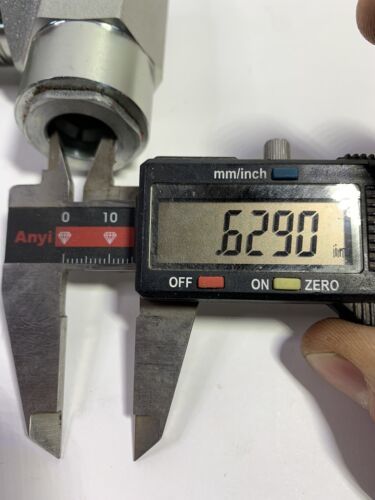 mm/inch
0 10
Anyi
.6290 in
OFF ON ZERO